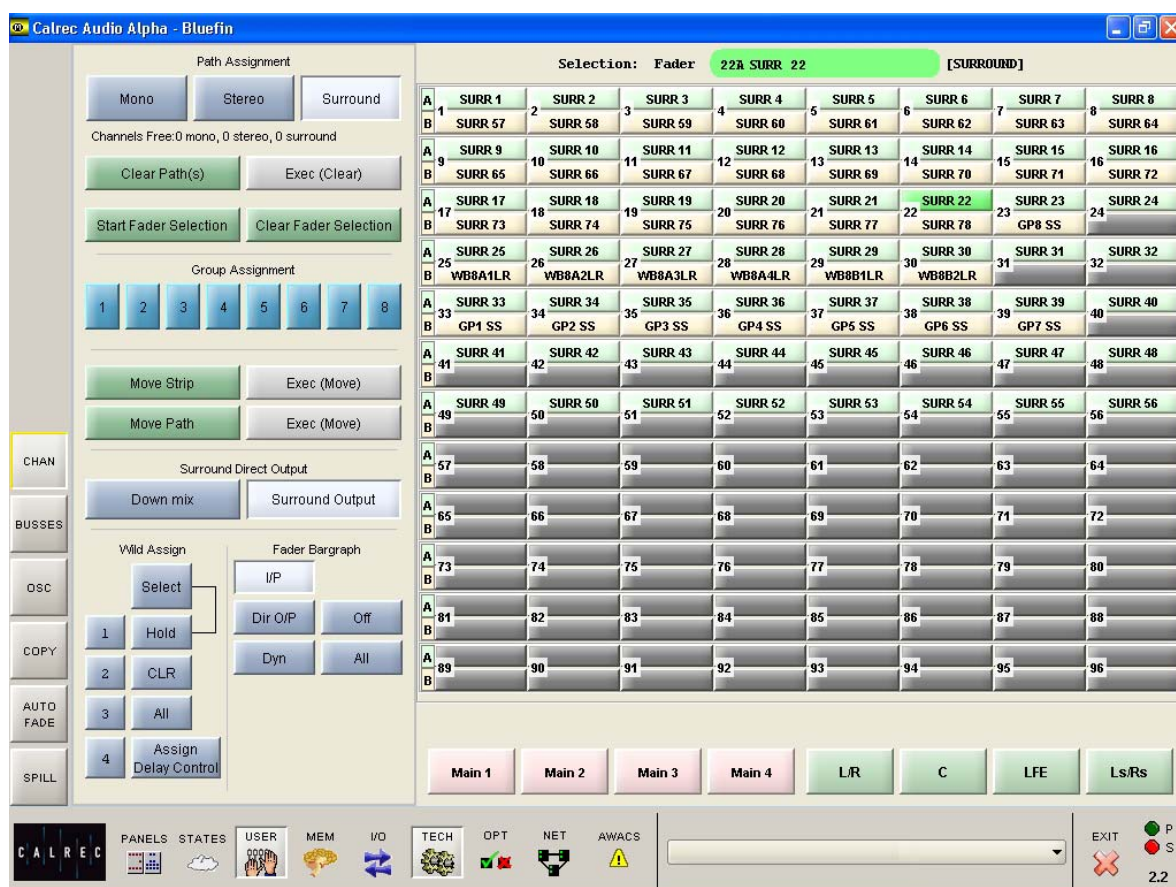 Calrec Audio Alpha - Bluefin
Path Assignment
Mono Stereo Surround
Channels Free:0 mono, 0 stereo, 0 surround
Clear Path(s) Exec (Clear)
Start Fader Selection Clear Fader Selection
Group Assignment
1 2 3 4 5 6 7 8
Move Strip Exec (Move)
Move Path Exec (Move)
Surround Direct Output
Down mix Surround Output
Wild Assign
Select
1 Hold
2 CLR
3 All
4 Assign Delay Control
Fader Bargraph
I/P
Dir O/P Off
Dyn All
CHAN
BUSSES
OSC
COPY
AUTO FADE
SPILL
Selection: Fader 22A SURR 22 [SURROUND]
A SURR 1 SURR 2 SURR 3 SURR 4 SURR 5 SURR 6 SURR 7 SURR 8
1 2 3 4 5 6 7 8
B SURR 57 SURR 58 SURR 59 SURR 60 SURR 61 SURR 62 SURR 63 SURR 64
A SURR 9 SURR 10 SURR 11 SURR 12 SURR 13 SURR 14 SURR 15 SURR 16
9 10 11 12 13 14 15 16
B SURR 65 SURR 66 SURR 67 SURR 68 SURR 69 SURR 70 SURR 71 SURR 72
A SURR 17 SURR 18 SURR 19 SURR 20 SURR 21 SURR 22 SURR 23 SURR 24
17 18 19 20 21 22 23 24
B SURR 73 SURR 74 SURR 75 SURR 76 SURR 77 SURR 78 GP8 SS
A SURR 25 SURR 26 SURR 27 SURR 28 SURR 29 SURR 30 SURR 31 SURR 32
25 26 27 28 29 30 31 32
B WB8A1LR WB8A2LR WB8A3LR WB8A4LR WB8B1LR WB8B2LR
A SURR 33 SURR 34 SURR 35 SURR 36 SURR 37 SURR 38 SURR 39 SURR 40
33 34 35 36 37 38 39 40
B GP1 SS GP2 SS GP3 SS GP4 SS GP5 SS GP6 SS GP7 SS
A SURR 41 SURR 42 SURR 43 SURR 44 SURR 45 SURR 46 SURR 47 SURR 48
41 42 43 44 45 46 47 48
B
A SURR 49 SURR 50 SURR 51 SURR 52 SURR 53 SURR 54 SURR 55 SURR 56
49 50 51 52 53 54 55 56
B
A
57 58 59 60 61 62 63 64
B
A
65 66 67 68 69 70 71 72
B
A
73 74 75 76 77 78 79 80
B
A
81 82 83 84 85 86 87 88
B
A
89 90 91 92 93 94 95 96
B
Main 1 Main 2 Main 3 Main 4 L/R C LFE Ls/Rs
CALREC PANELS STATES USER MEM I/O TECH OPT NET AWACS EXIT P
S
2.2